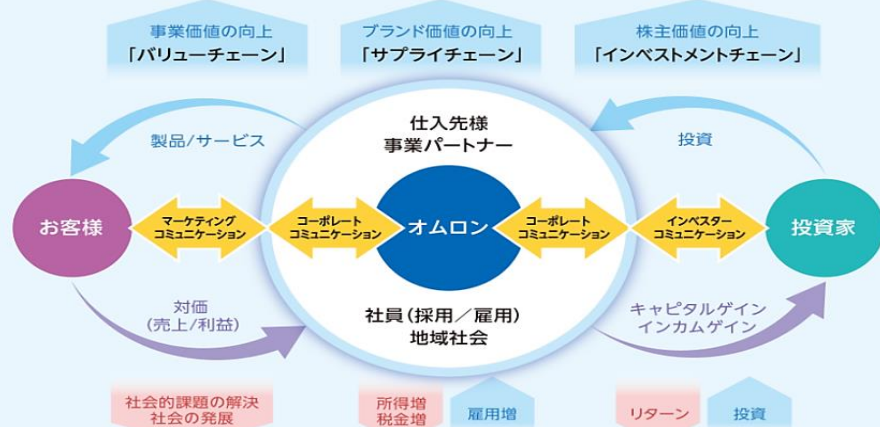 事業価値の向上
「バリューチェーン」
ブランド価値の向上
「サプライチェーン」
株主価値の向上
「インベストメントチェーン」
製品/サービス
仕入先様
事業パートナー
投資
お客様
マーケティング
コミュニケーション
コーポレート
コミュニケーション
オムロン
コーポレート
コミュニケーション
インベスター
コミュニケーション
投資家
対価
(売上/利益)
社員(採用/雇用)
地域社会
キャピタルゲイン
インカムゲイン
社会的課題の解決
社会の発展
所得増
税金増
雇用増
リターン
投資